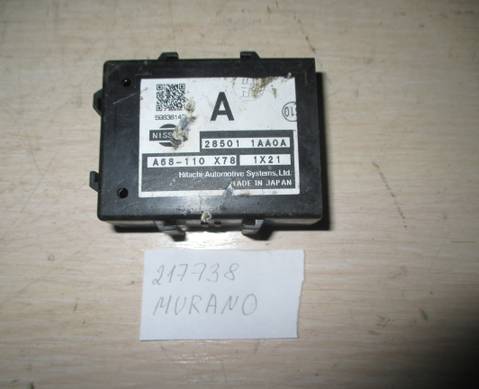 A
28501 1AA0A
A68-110 X78 1X21
Hitachi Automotive Systems, Ltd.
MADE IN JAPAN
217738
MURANO